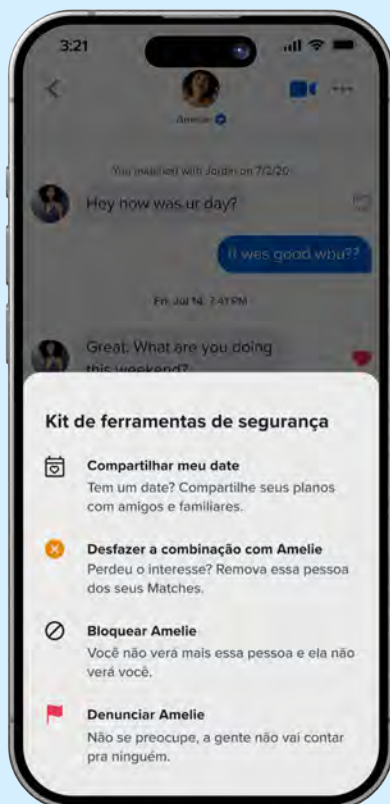 3:21
Amelie
You matched with Jordan on 7/2/20
Hey how was ur day?
It was good wbu??
Fri, Jul 14, 7:41 PM
Great. What are you doing
this weekend?
Kit de ferramentas de segurança
Compartilhar meu date
Tem um date? Compartilhe seus planos
com amigos e familiares.
Desfazer a combinação com Amelie
Perdeu o interesse? Remova essa pessoa
dos seus Matches.
Bloquear Amelie
Você não verá mais essa pessoa e ela não
verá você.
Denunciar Amelie
Não se preocupe, a gente não vai contar
pra ninguém.